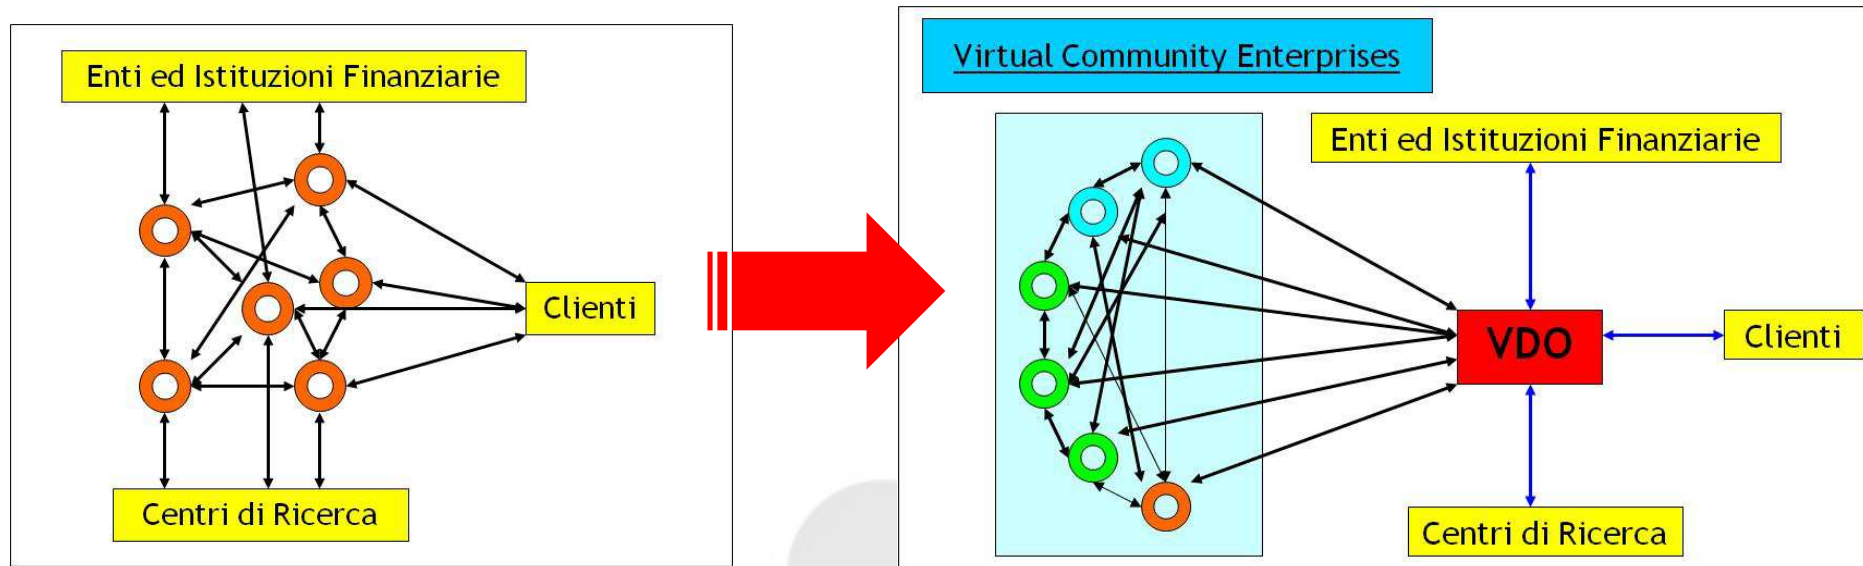 Enti ed Istituzioni Finanziarie
Clienti
Centri di Ricerca
Virtual Community Enterprises
Enti ed Istituzioni Finanziarie
VDO
Clienti
Centri di Ricerca